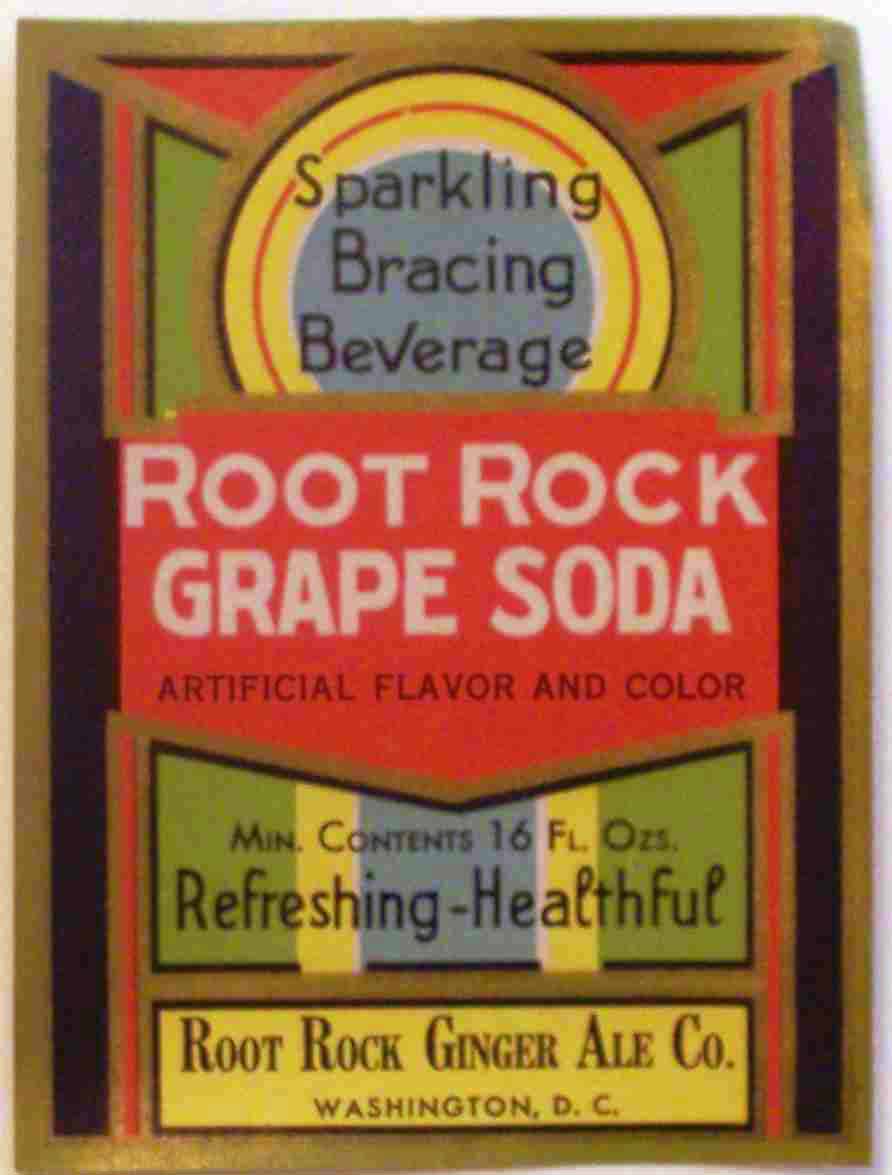 Sparkling
Bracing
Beverage
ROOT ROCK
GRAPE SODA
ARTIFICIAL FLAVOR AND COLOR
MIN. CONTENTS 16 FL. OZS.
Refreshing-Healthful
ROOT ROCK GINGER ALE CO.
WASHINGTON, D. C.